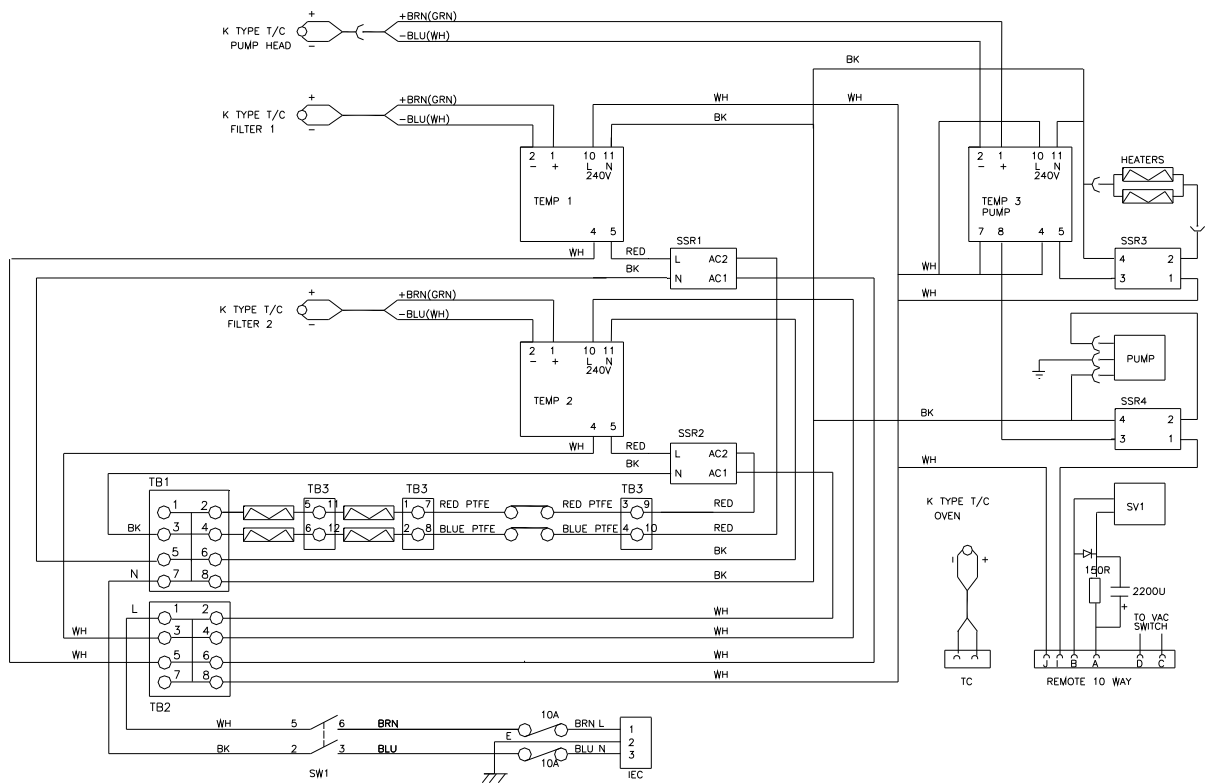 +
K TYPE T/C
PUMP HEAD
-
+BRN(GRN)
-BLU(WH)
BK
+
K TYPE T/C
FILTER 1
-
+BRN(GRN)
-BLU(WH)
WH WH
BK
2 1 10 11
- + L N
240V
TEMP 1
4 5
2 1 10 11
- + L N
240V
TEMP 3
PUMP
7 8 4 5
HEATERS
SSR3
4 2
3 1
WH
RED
BK
SSR1
L AC2
N AC1
WH
WH
+
K TYPE T/C
FILTER 2
-
+BRN(GRN)
-BLU(WH)
2 1 10 11
- + L N
240V
TEMP 2
4 5
PUMP
SSR4
4 2
3 1
BK
WH
RED
BK
SSR2
L AC2
N AC1
WH
TB1
1 2
BK 3 4
5 6
N 7 8
TB3
5 11
6 12
TB3
1 7
2 8
RED PTFE RED PTFE
BLUE PTFE BLUE PTFE
TB3
3 9
4 10
RED
RED
BK
BK
K TYPE T/C
OVEN
- +
TC
SV1
150R
2200U
+
TO VAC
SWITCH
J I B A D C
REMOTE 10 WAY
L
1 2
WH 3 4
WH 5 6
7 8
TB2
WH
WH
WH
WH
WH 5 6 BRN
BK 2 3 BLU
SW1
10A
BRN L
E
BLU N
10A
1
2
3
IEC